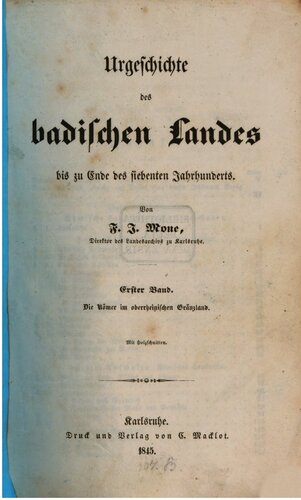 Urgeschichte
des
badischen Landes
bis zu Ende des siebenten Jahrhunderts.
Von
F. J. Mone,
Direktor des Landesarchivs zu Karlsruhe.
Erster Band.
Die Römer im oberrheinischen Gränzland.
Mit Holzschnitten.
Karlsruhe.
Druck und Verlag von C. Macklot.
1845.